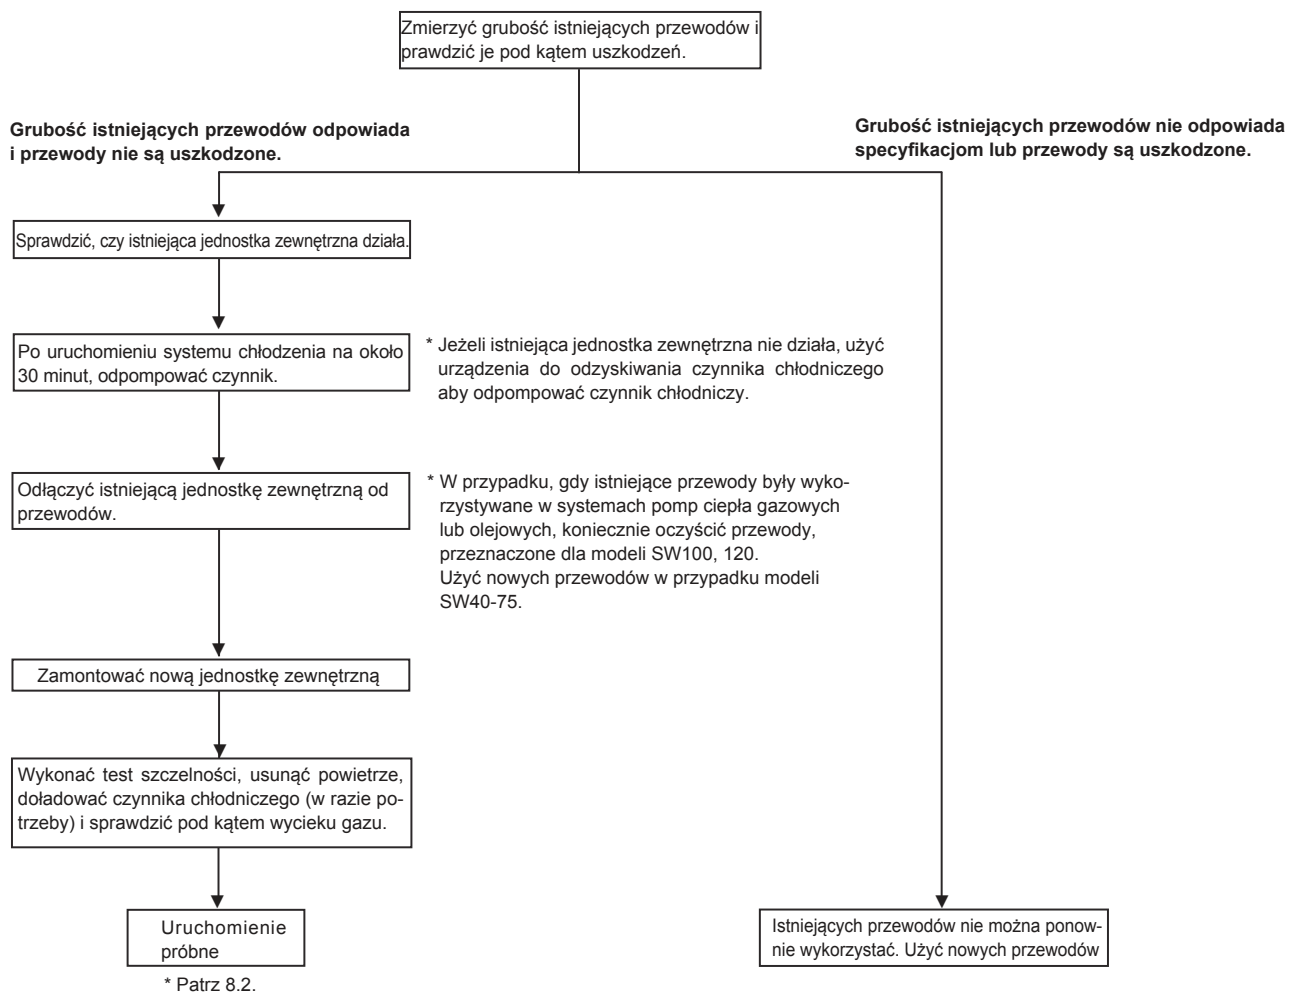 Zmierzyć grubość istniejących przewodów i
prawdzić je pod kątem uszkodzeń.
Grubość istniejących przewodów odpowiada
i przewody nie są uszkodzone.
Grubość istniejących przewodów nie odpowiada
specyfikacjom lub przewody są uszkodzone.
Sprawdzić, czy istniejąca jednostka zewnętrzna działa.
Po uruchomieniu systemu chłodzenia na około
30 minut, odpompować czynnik.
* Jeżeli istniejąca jednostka zewnętrzna nie działa, użyć
urządzenia do odzyskiwania czynnika chłodniczego
aby odpompować czynnik chłodniczy.
Odłączyć istniejącą jednostkę zewnętrzną od
przewodów.
* W przypadku, gdy istniejące przewody były wyko-
rzystywane w systemach pomp ciepła gazowych
lub olejowych, koniecznie oczyścić przewody,
przeznaczone dla modeli SW100, 120.
Użyć nowych przewodów w przypadku modeli
SW40-75.
Zamontować nową jednostkę zewnętrzną
Wykonać test szczelności, usunąć powietrze,
doładować czynnika chłodniczego (w razie po-
trzeby) i sprawdzić pod kątem wycieku gazu.
Uruchomienie
próbne
* Patrz 8.2.
Istniejących przewodów nie można ponow-
nie wykorzystać. Użyć nowych przewodów